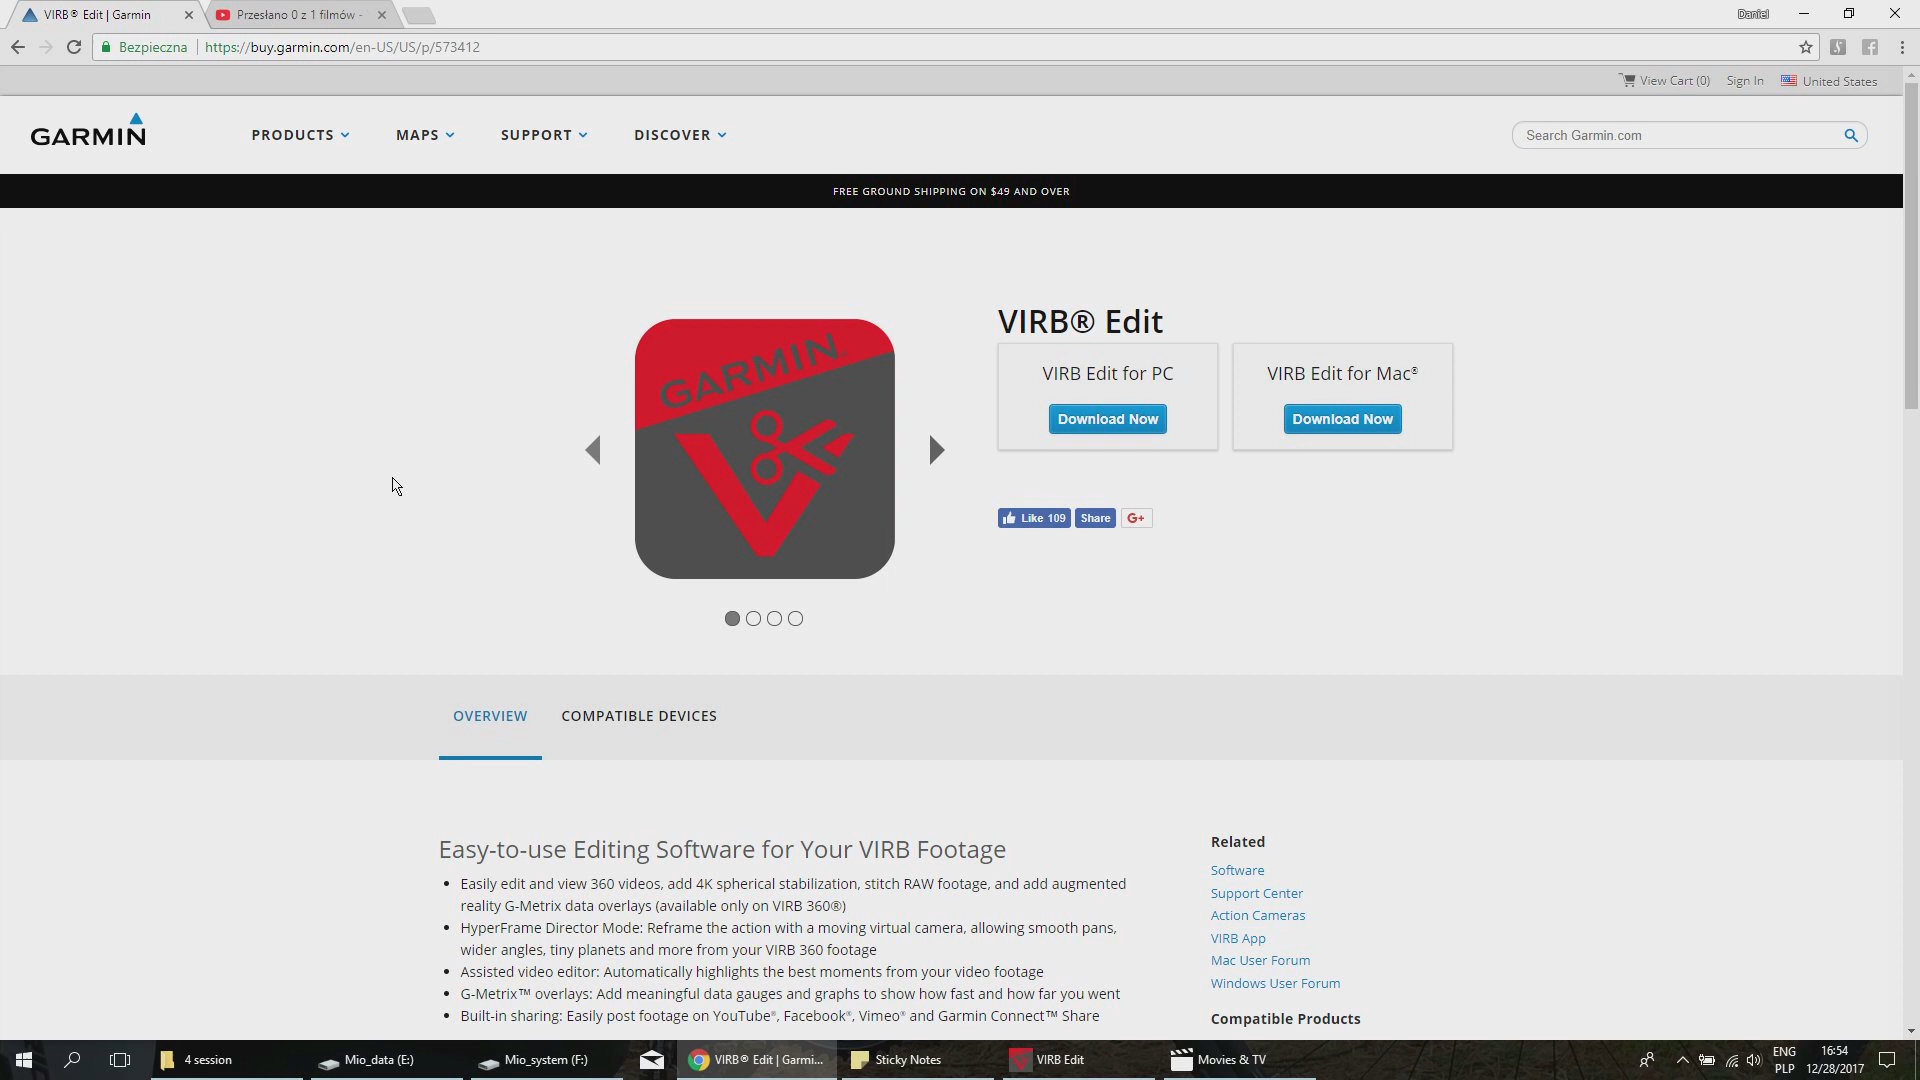 VIRB® Edit | Garmin
Przesłano 0 z 1 filmów -
Daniel
Bezpieczna
https://buy.garmin.com/en-US/US/p/573412
View Cart (0)
Sign In
United States
GARMIN
PRODUCTS
MAPS
SUPPORT
DISCOVER
Search Garmin.com
FREE GROUND SHIPPING ON $49 AND OVER
GARMIN
VIRB® Edit
VIRB Edit for PC
Download Now
VIRB Edit for Mac®
Download Now
Like 109
Share
G+
OVERVIEW
COMPATIBLE DEVICES
Easy-to-use Editing Software for Your VIRB Footage
Easily edit and view 360 videos, add 4K spherical stabilization, stitch RAW footage, and add augmented
reality G-Metrix data overlays (available only on VIRB 360®)
HyperFrame Director Mode: Reframe the action with a moving virtual camera, allowing smooth pans,
wider angles, tiny planets and more from your VIRB 360 footage
Assisted video editor: Automatically highlights the best moments from your video footage
G-Metrix™ overlays: Add meaningful data gauges and graphs to show how fast and how far you went
Built-in sharing: Easily post footage on YouTube®, Facebook®, Vimeo® and Garmin Connect™ Share
Related
Software
Support Center
Action Cameras
VIRB App
Mac User Forum
Windows User Forum
Compatible Products
4 session
Mio_data (E:)
Mio_system (F:)
VIRB® Edit | Garmi...
Sticky Notes
VIRB Edit
Movies & TV
ENG
PLP
16:54
12/28/2017